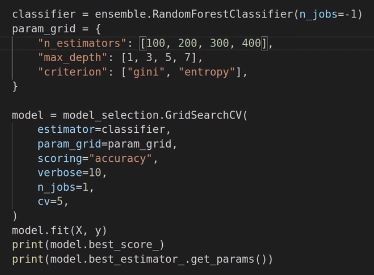 classifier = ensemble.RandomForestClassifier(n_jobs=-1)
param_grid = {
    "n_estimators": [100, 200, 300, 400],
    "max_depth": [1, 3, 5, 7],
    "criterion": ["gini", "entropy"],
}

model = model_selection.GridSearchCV(
    estimator=classifier,
    param_grid=param_grid,
    scoring="accuracy",
    verbose=10,
    n_jobs=1,
    cv=5,
)
model.fit(X, y)
print(model.best_score_)
print(model.best_estimator_.get_params())